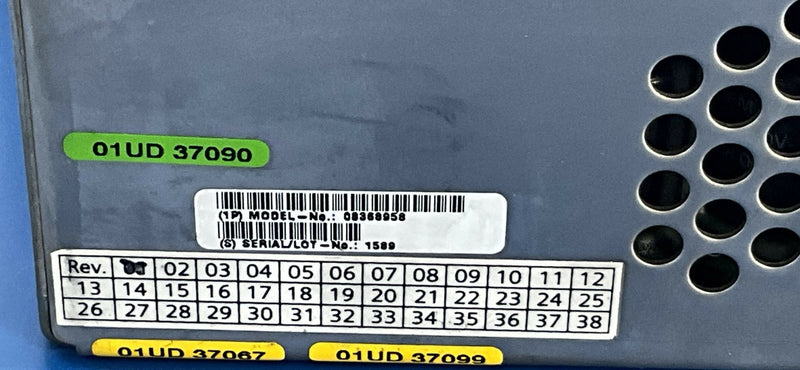 01UD 37090
(1P) MODEL-No.: 08368958
(S) SERIAL/LOT-No.: 1589
Rev. 02 03 04 05 06 07 08 09 10 11 12
13 14 15 16 17 18 19 20 21 22 23 24 25
26 27 28 29 30 31 32 33 34 35 36 37 38
01UD 37067 01UD 37099